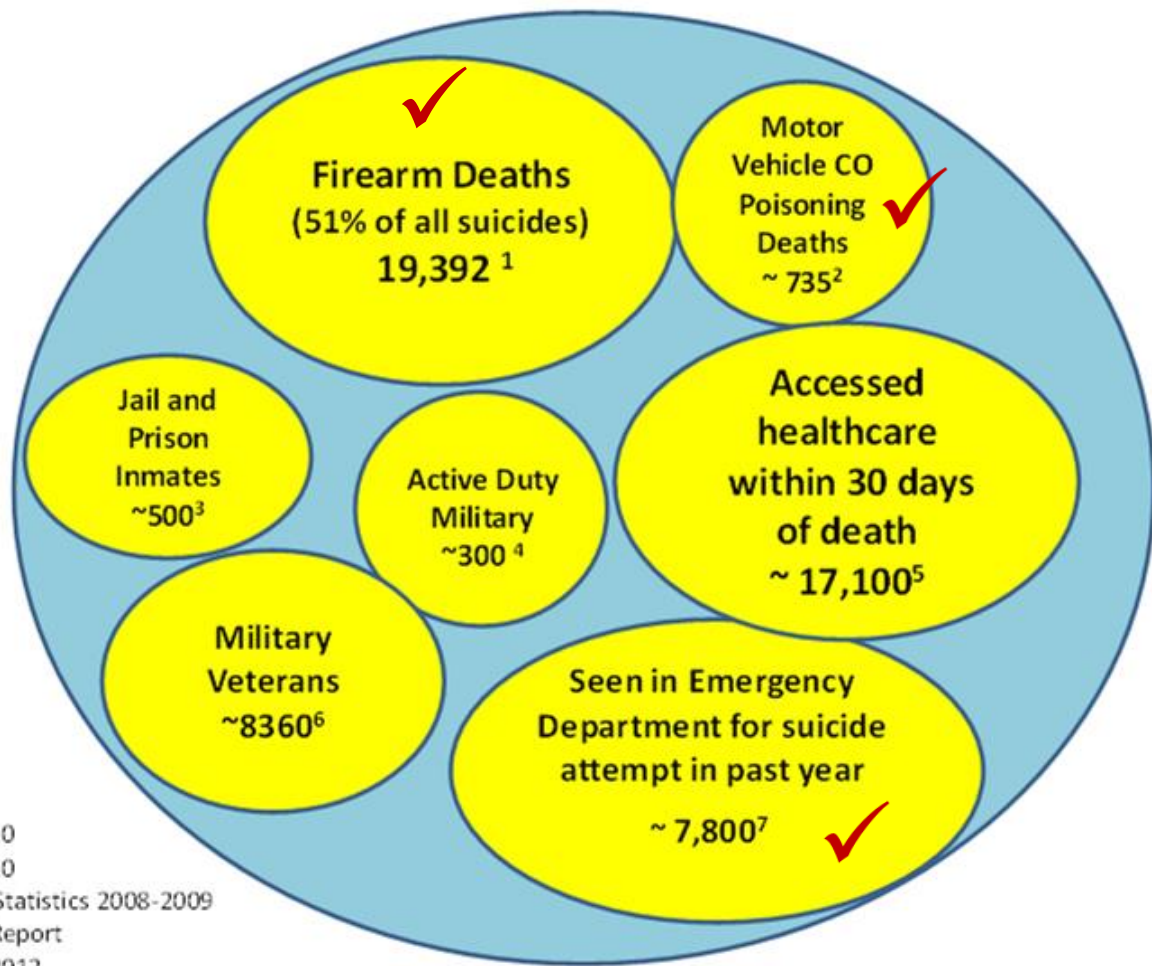 Firearm Deaths
(51% of all suicides)
19,392 ¹
Motor
Vehicle CO
Poisoning
Deaths
~ 735²
Jail and
Prison
Inmates
~500³
Active Duty
Military
~300 ⁴
Accessed
healthcare
within 30 days
of death
~ 17,100⁵
Military
Veterans
~8360⁶
Seen in Emergency
Department for suicide
attempt in past year
~ 7,800⁷
0
0
Statistics 2008-2009
Report